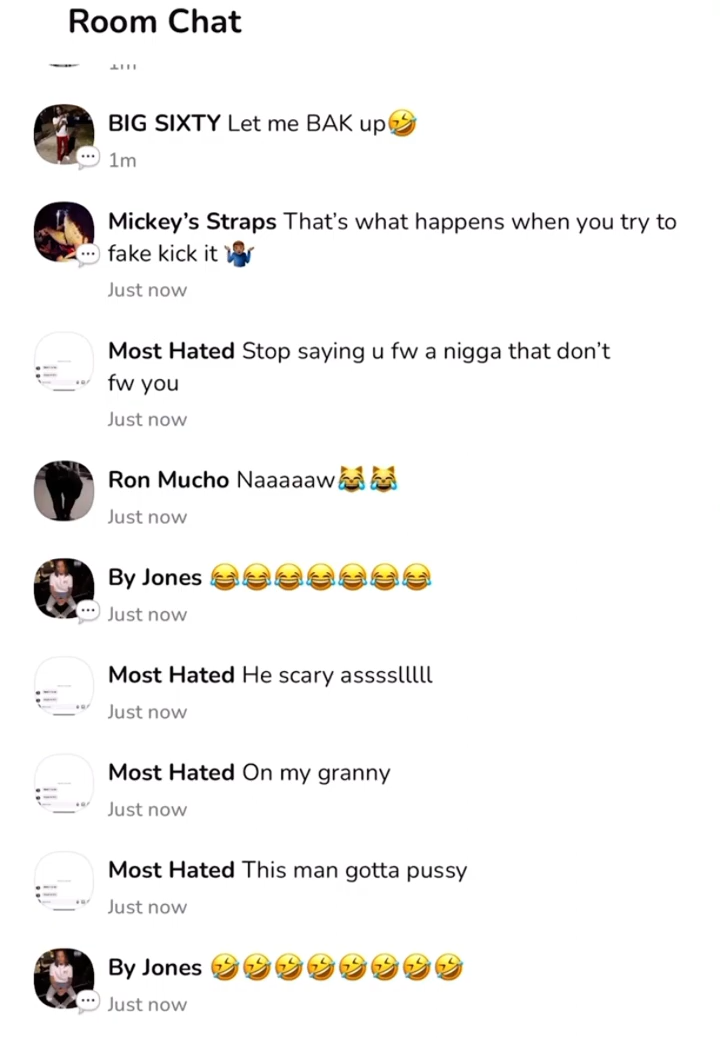 Room Chat
1m
BIG SIXTY Let me BAK up🤣
1m
Mickey's Straps That's what happens when you try to
fake kick it 🤷🏾‍♂️
Just now
Most Hated Stop saying u fw a nigga that don't
fw you
Just now
Ron Mucho Naaaaaw😹😹
Just now
By Jones 😂😂😂😂😂😂😂
Just now
Most Hated He scary asssslllll
Just now
Most Hated On my granny
Just now
Most Hated This man gotta pussy
Just now
By Jones 🤣🤣🤣🤣🤣🤣🤣🤣
Just now